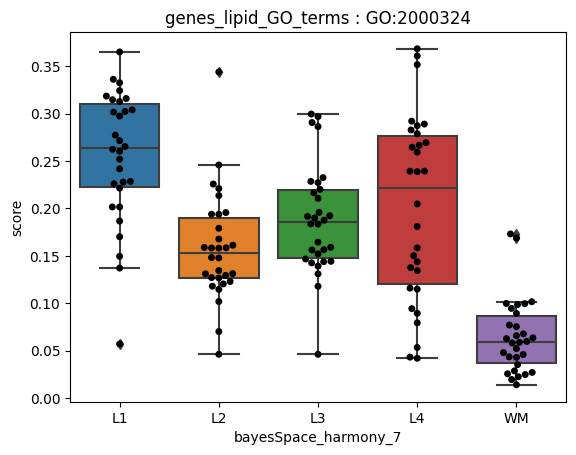 genes_lipid_GO_terms : GO:2000324
score
0.35
0.30
0.25
0.20
0.15
0.10
0.05
0.00
L1 L2 L3 L4 WM
bayesSpace_harmony_7